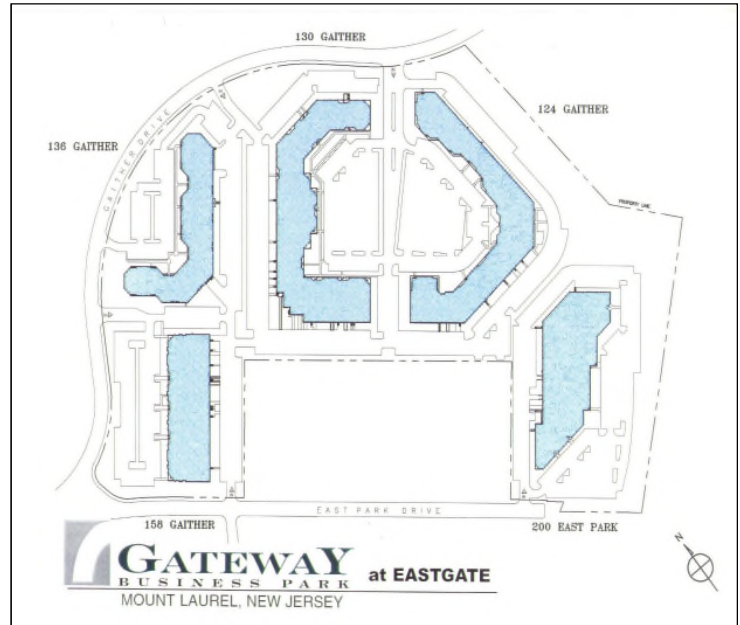 130 GAITHER
124 GAITHER
136 GAITHER
GAITHER DRIVE
PROPERTY LINE
EAST PARK DRIVE
158 GAITHER
200 EAST PARK
N
GATEWAY
BUSINESS PARK
at EASTGATE
MOUNT LAUREL, NEW JERSEY